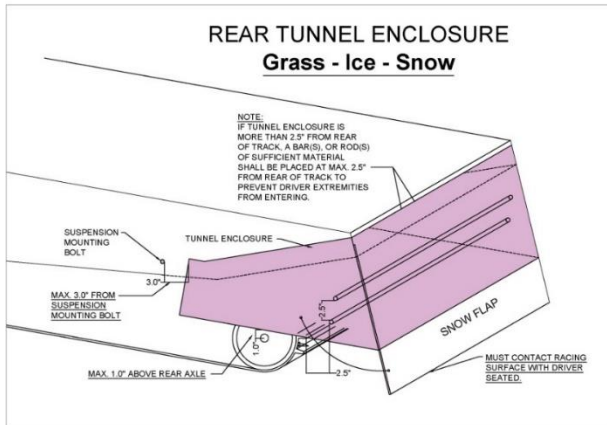 REAR TUNNEL ENCLOSURE
Grass - Ice - Snow
NOTE:
IF TUNNEL ENCLOSURE IS
MORE THAN 2.5" FROM REAR
OF TRACK, A BAR(S), OR ROD(S)
OF SUFFICIENT MATERIAL
SHALL BE PLACED AT MAX. 2.5"
FROM REAR OF TRACK TO
PREVENT DRIVER EXTREMITIES
FROM ENTERING.
SUSPENSION
MOUNTING
BOLT
TUNNEL ENCLOSURE
3.0"
MAX. 3.0" FROM
SUSPENSION
MOUNTING BOLT
2.5"
1.0"
SNOW FLAP
MAX. 1.0" ABOVE REAR AXLE
2.5"
MUST CONTACT RACING
SURFACE WITH DRIVER
SEATED.